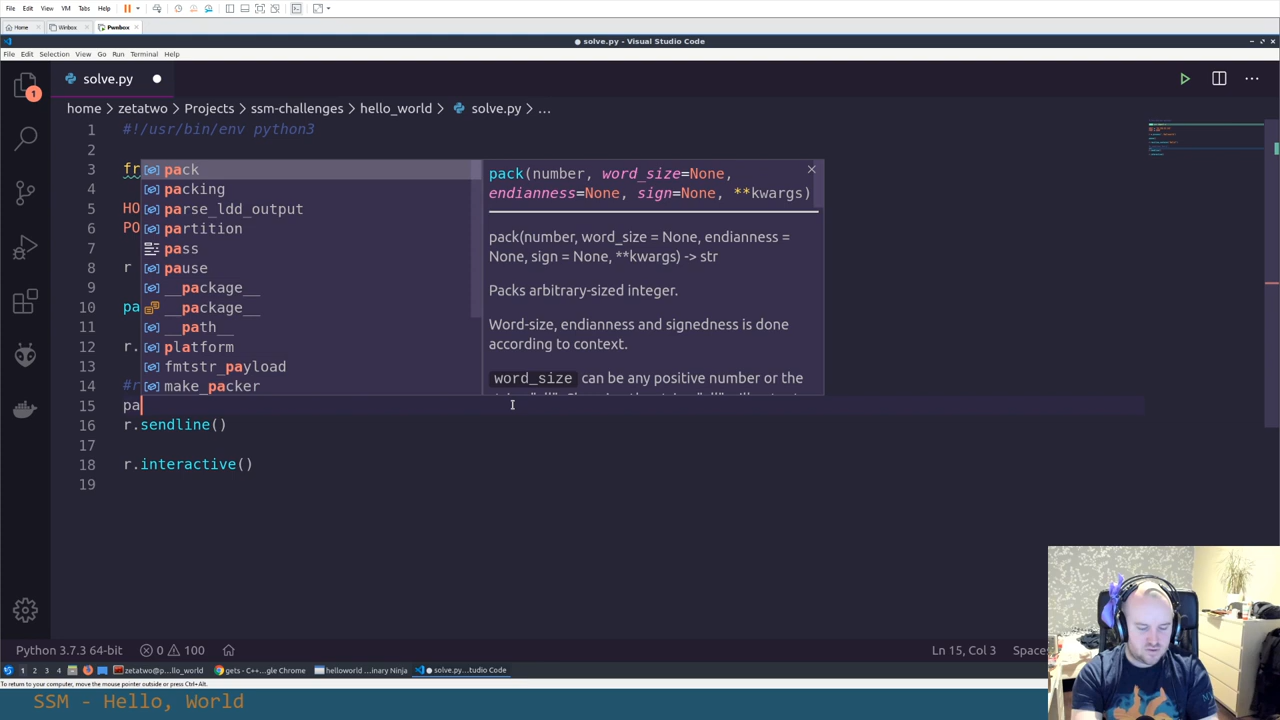 File Edit View VM Tabs Help
Home Winbox Pwnbox
● solve.py - Visual Studio Code
File Edit Selection View Go Run Terminal Help
1
solve.py
home > zetatwo > Projects > ssm-challenges > hello_world > solve.py > ...
1 #!/usr/bin/env python3
2
3 fr
4
5 HO
6 PO
7
8 r
9
10 pa
11
12 r.
13
14 #r
15 pa
16 r.sendline()
17
18 r.interactive()
19
pack
packing
parse_ldd_output
partition
pass
pause
__package__
__package__
__path__
platform
fmtstr_payload
make_packer
pack(number, word_size=None,
endianness=None, sign=None, **kwargs)
pack(number, word_size = None, endianness =
None, sign = None, **kwargs) -> str
Packs arbitrary-sized integer.
Word-size, endianness and signedness is done
according to context.
word_size can be any positive number or the
Python 3.7.3 64-bit 0 100
Ln 15, Col 3 Spaces
1 2 3 4 zetatwo@p...llo_world gets - C++...gle Chrome helloworld ...inary Ninja ● solve.py...tudio Code
To return to your computer, move the mouse pointer outside or press Ctrl+Alt.
SSM - Hello, World